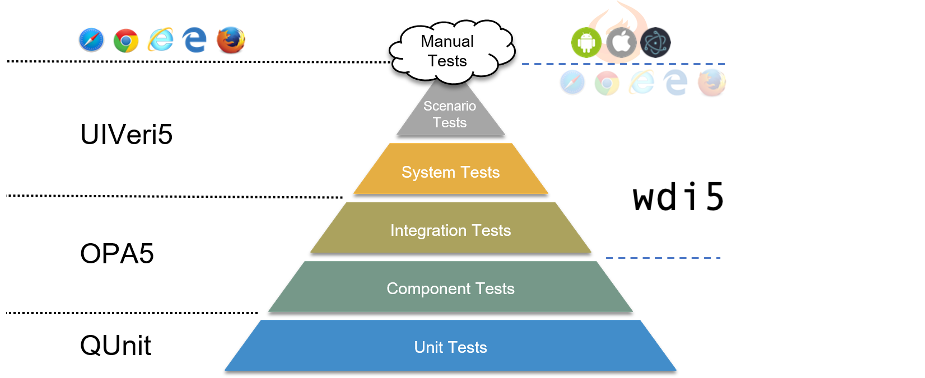 Manual
Tests
Scenario
Tests
UIVeri5
System Tests
wdi5
Integration Tests
OPA5
Component Tests
QUnit
Unit Tests